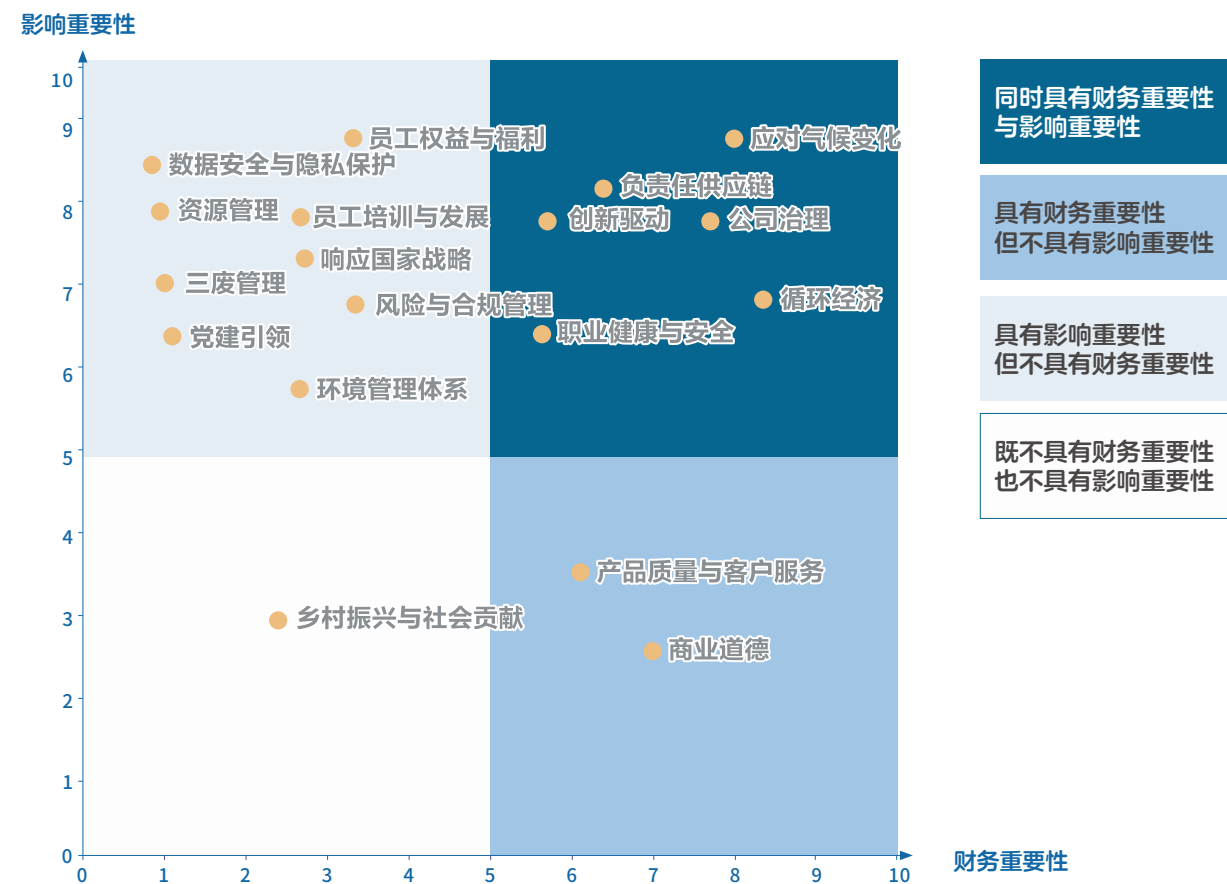 影响重要性
10
9
8
7
6
5
4
3
2
1
0
员工权益与福利
应对气候变化
数据安全与隐私保护
负责任供应链
资源管理
员工培训与发展
创新驱动
公司治理
响应国家战略
三废管理
风险与合规管理
循环经济
党建引领
职业健康与安全
环境管理体系
产品质量与客户服务
乡村振兴与社会贡献
商业道德
0
1
2
3
4
5
6
7
8
9
10
财务重要性
同时具有财务重要性
与影响重要性
具有财务重要性
但不具有影响重要性
具有影响重要性
但不具有财务重要性
既不具有财务重要性
也不具有影响重要性